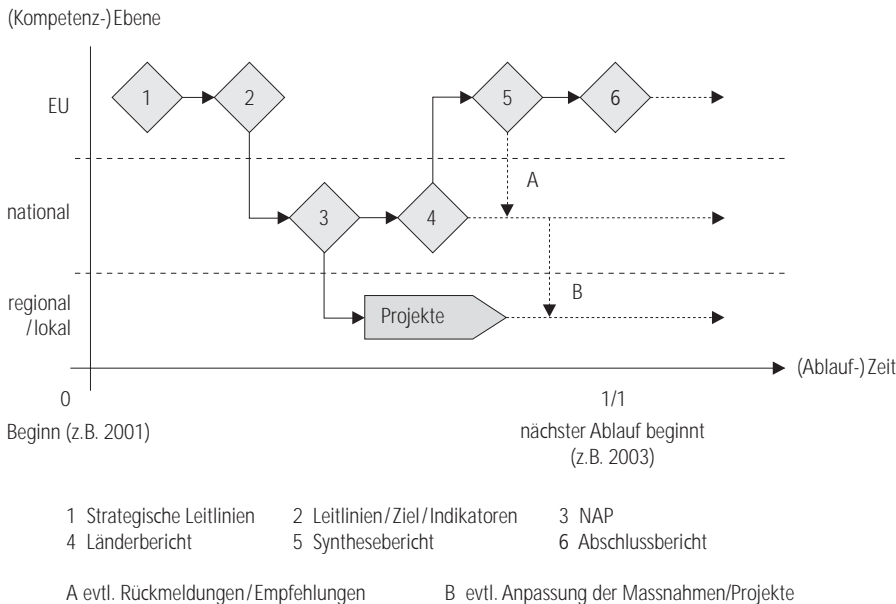 (Kompetenz-) Ebene
EU
1
2
5
6
A
national
3
4
B
regional
/lokal
Projekte
(Ablauf-) Zeit
0
1/1
Beginn (z.B. 2001)
nächster Ablauf beginnt
(z.B. 2003)
1 Strategische Leitlinien 2 Leitlinien/Ziel/Indikatoren 3 NAP
4 Länderbericht 5 Synthesebericht 6 Abschlussbericht
A evtl. Rückmeldungen/Empfehlungen B evtl. Anpassung der Massnahmen/Projekte